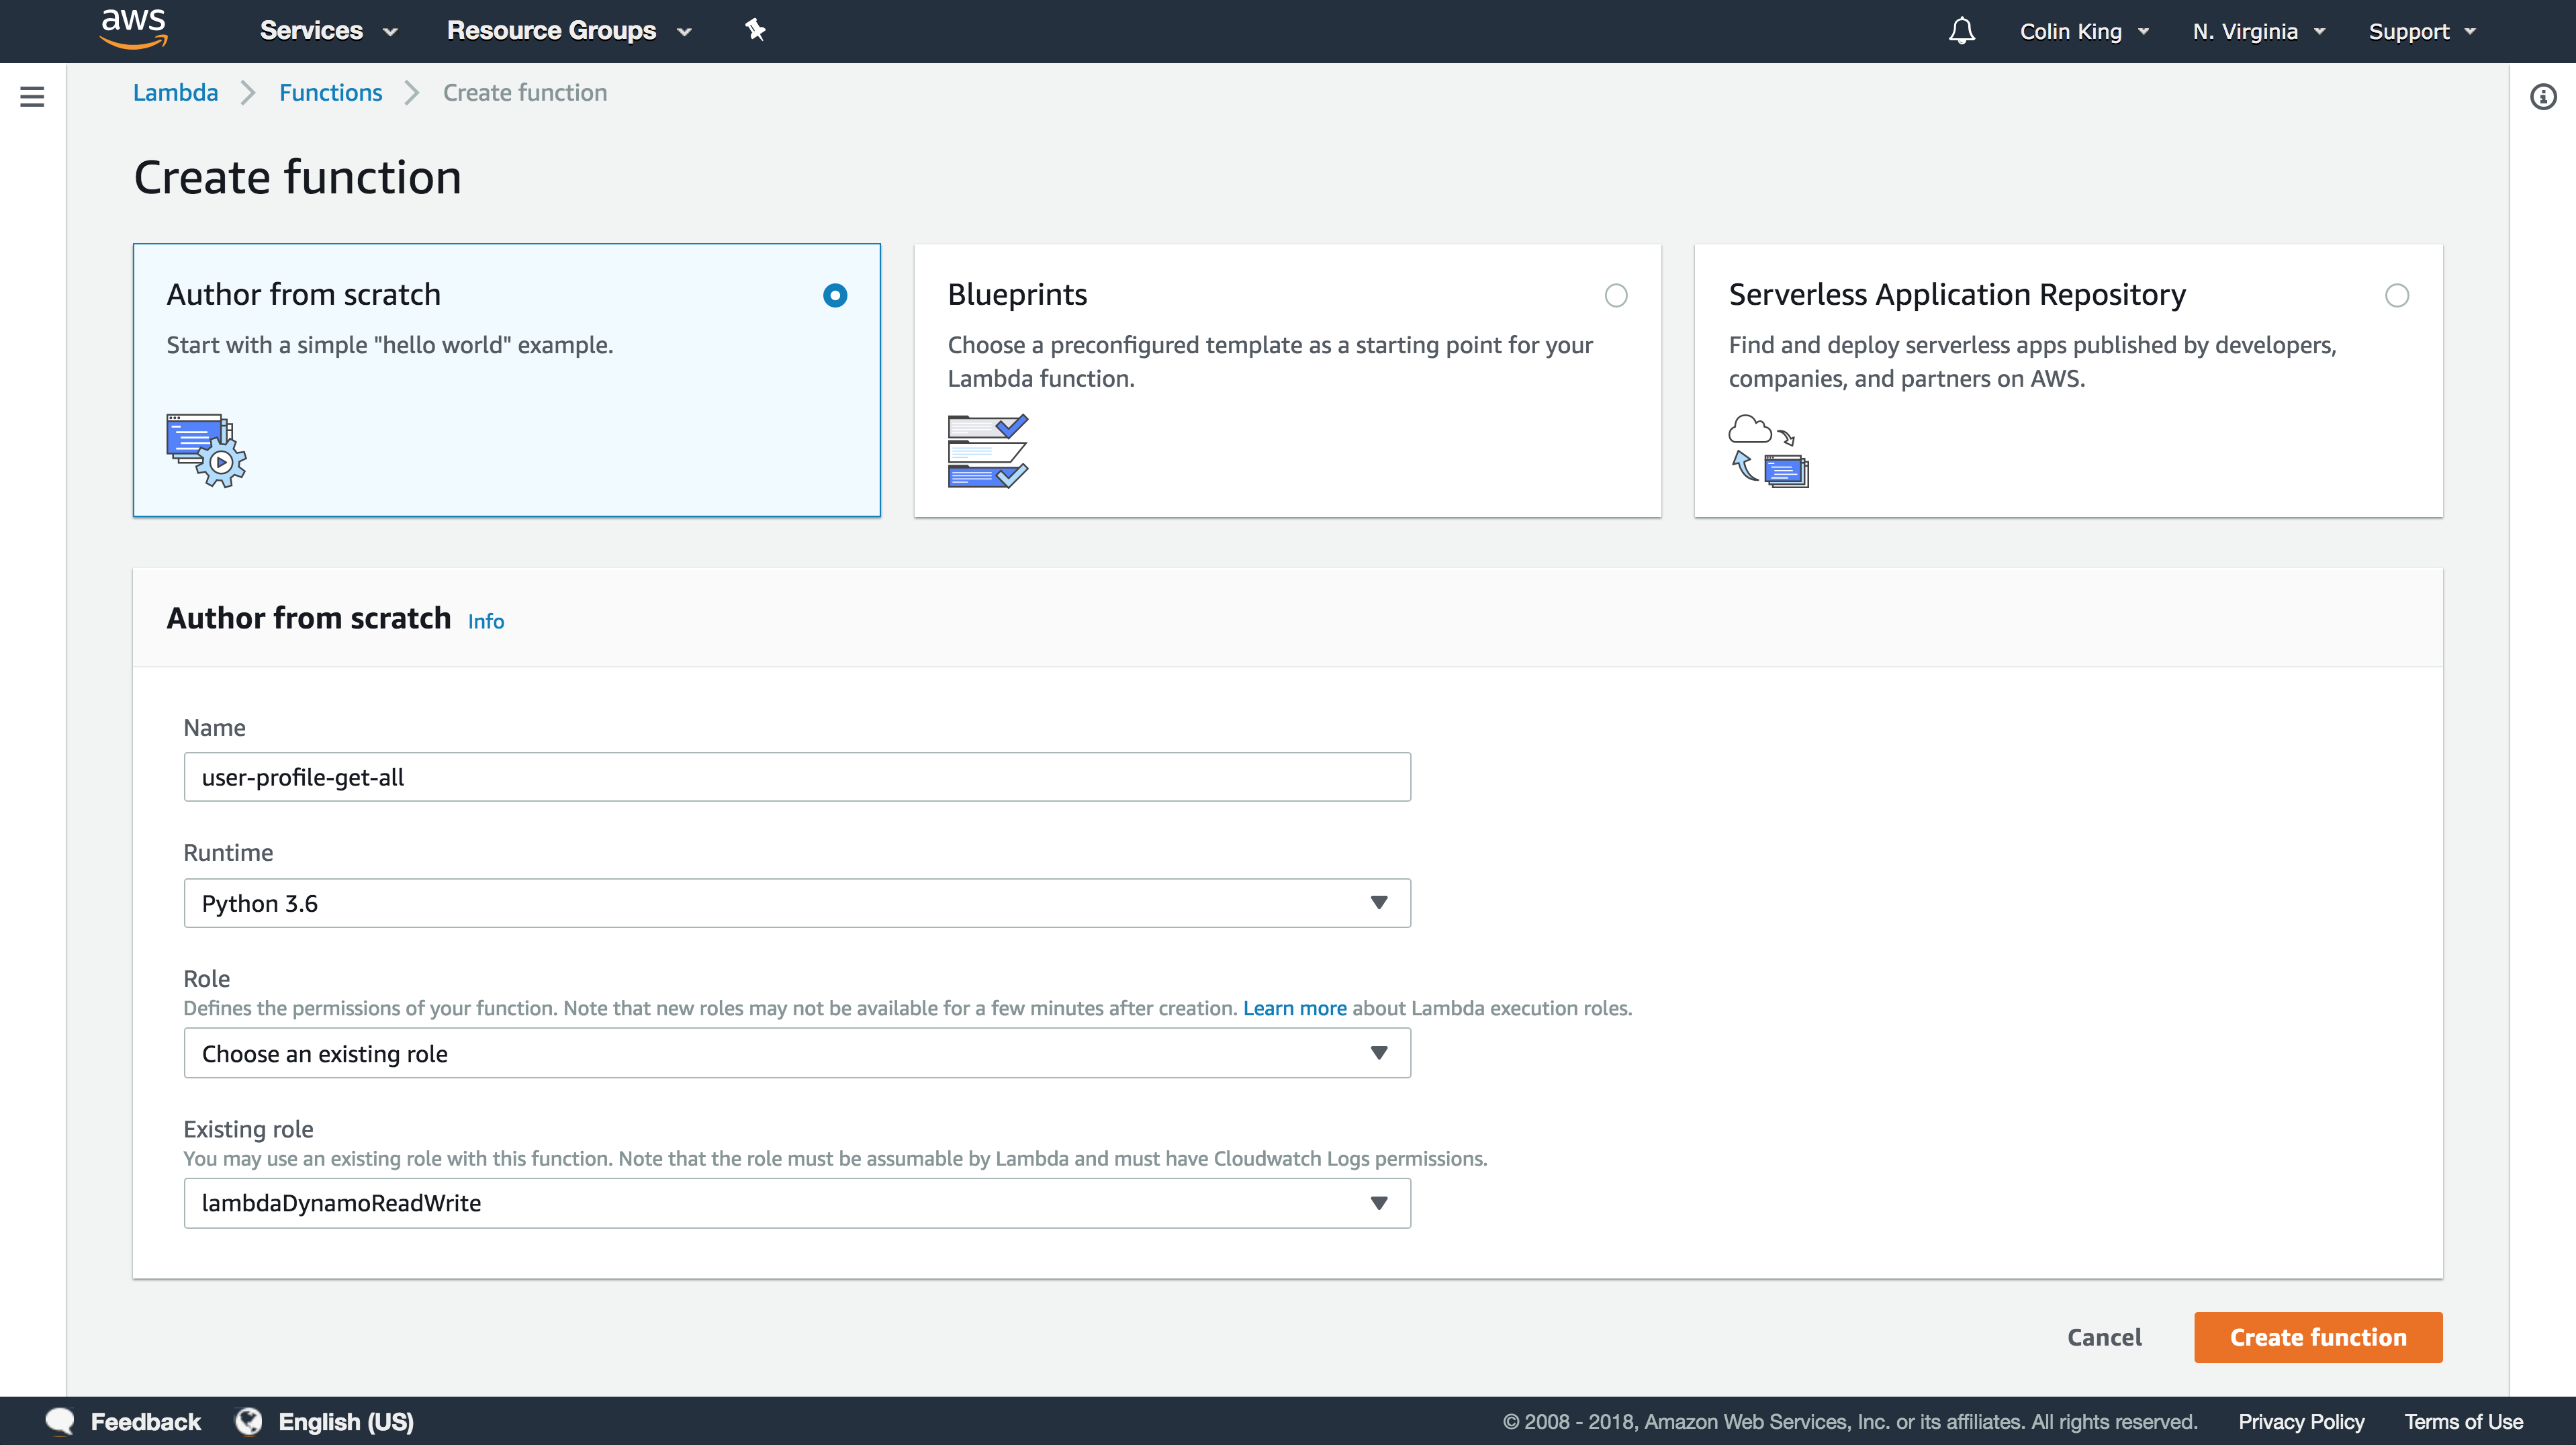 aws Services Resource Groups Colin King N. Virginia Support
Lambda Functions Create function
Create function
Author from scratch
Start with a simple "hello world" example.
Blueprints
Choose a preconfigured template as a starting point for your
Lambda function.
Serverless Application Repository
Find and deploy serverless apps published by developers,
companies, and partners on AWS.
Author from scratch Info
Name
user-profile-get-all
Runtime
Python 3.6
Role
Defines the permissions of your function. Note that new roles may not be available for a few minutes after creation. Learn more about Lambda execution roles.
Choose an existing role
Existing role
You may use an existing role with this function. Note that the role must be assumable by Lambda and must have Cloudwatch Logs permissions.
lambdaDynamoReadWrite
Cancel Create function
Feedback English (US) © 2008 - 2018, Amazon Web Services, Inc. or its affiliates. All rights reserved. Privacy Policy Terms of Use